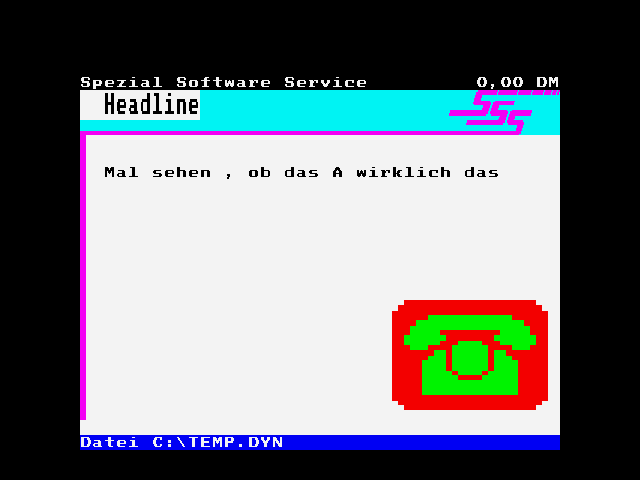 Spezial Software Service 0,00 DM
Headline
SSS
Mal sehen , ob das A wirklich das
Datei C:\TEMP.DYN